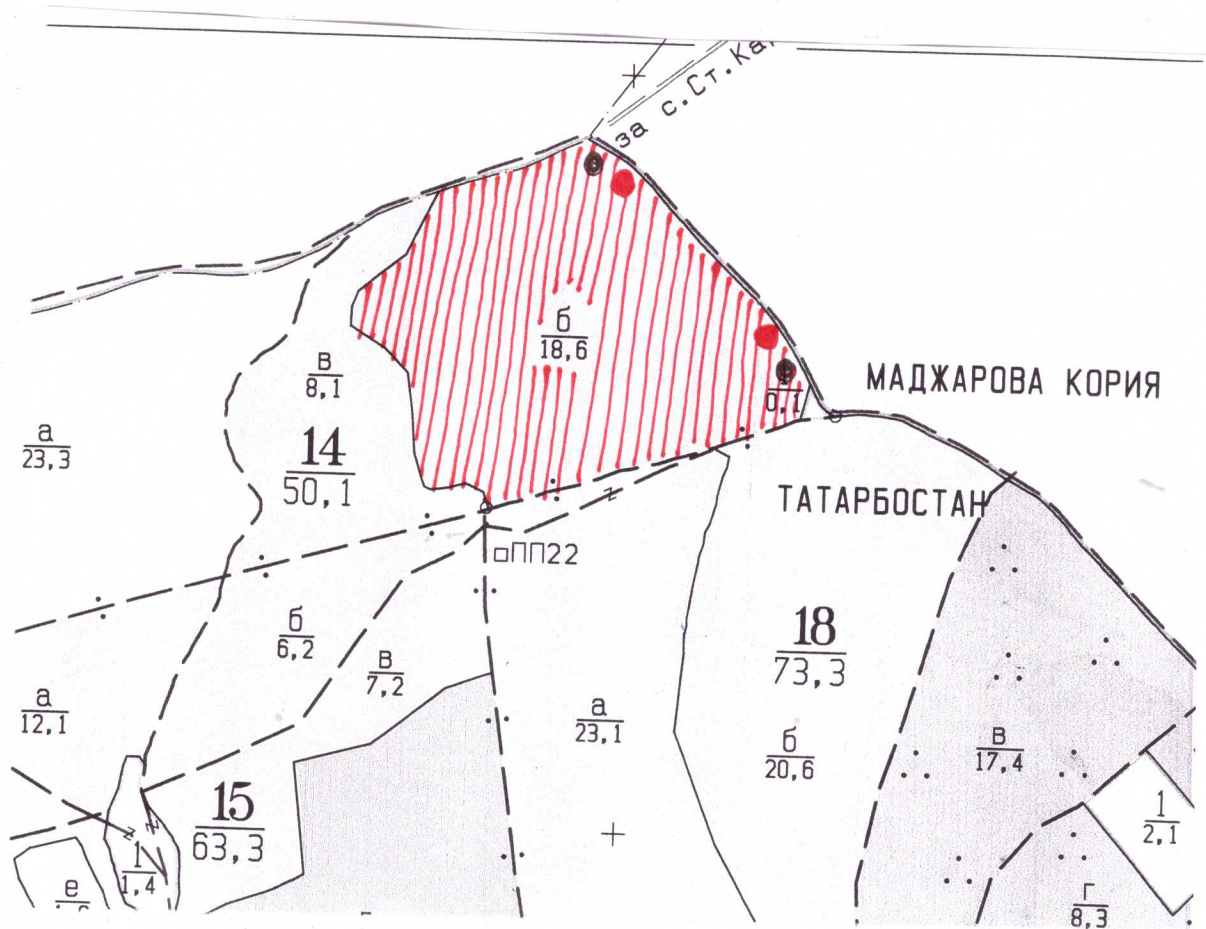 за с. Ст. Ка
б
18,6
МАДЖАРОВА КОРИЯ
в
8,1
0,1
а
23,3
14
50,1
ТАТАРБОСТАН
ПП22
б
6,2
18
73,3
в
7,2
а
12,1
а
23,1
б
20,6
в
17,4
15
63,3
1
2,1
1
1,4
е
г
8,3